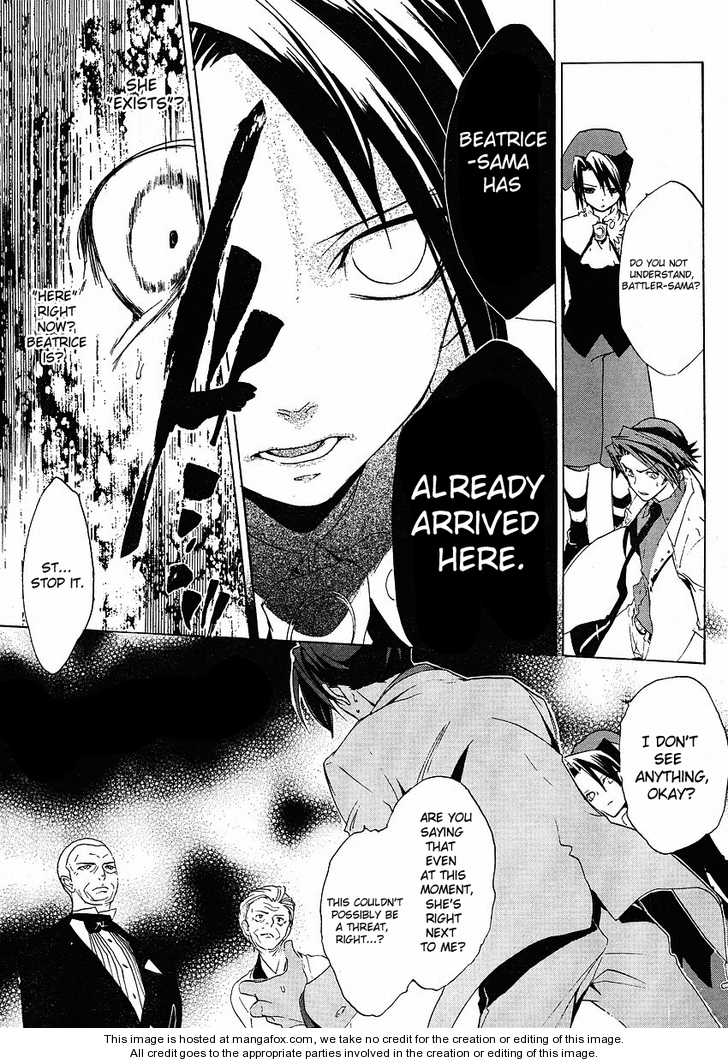 DO YOU NOT
UNDERSTAND,
BATTLER-SAMA?
BEATRICE
-SAMA
HAS
ALREADY
ARRIVED
HERE.
SHE
"EXISTS"?
"HERE"
RIGHT
NOW?
BEATRICE
IS?
ST...
STOP IT.
I DON'T
SEE
ANYTHING,
OKAY?
ARE YOU
SAYING
THAT
EVEN
AT THIS
MOMENT,
SHE'S
RIGHT
NEXT
TO ME?
THIS COULDN'T
POSSIBLY BE
A THREAT,
RIGHT...?
This image is hosted at mangafox.com, we take no credit for the creation or editing of this image.
All credit goes to the appropriate parties involved in the creation and editing of this image.